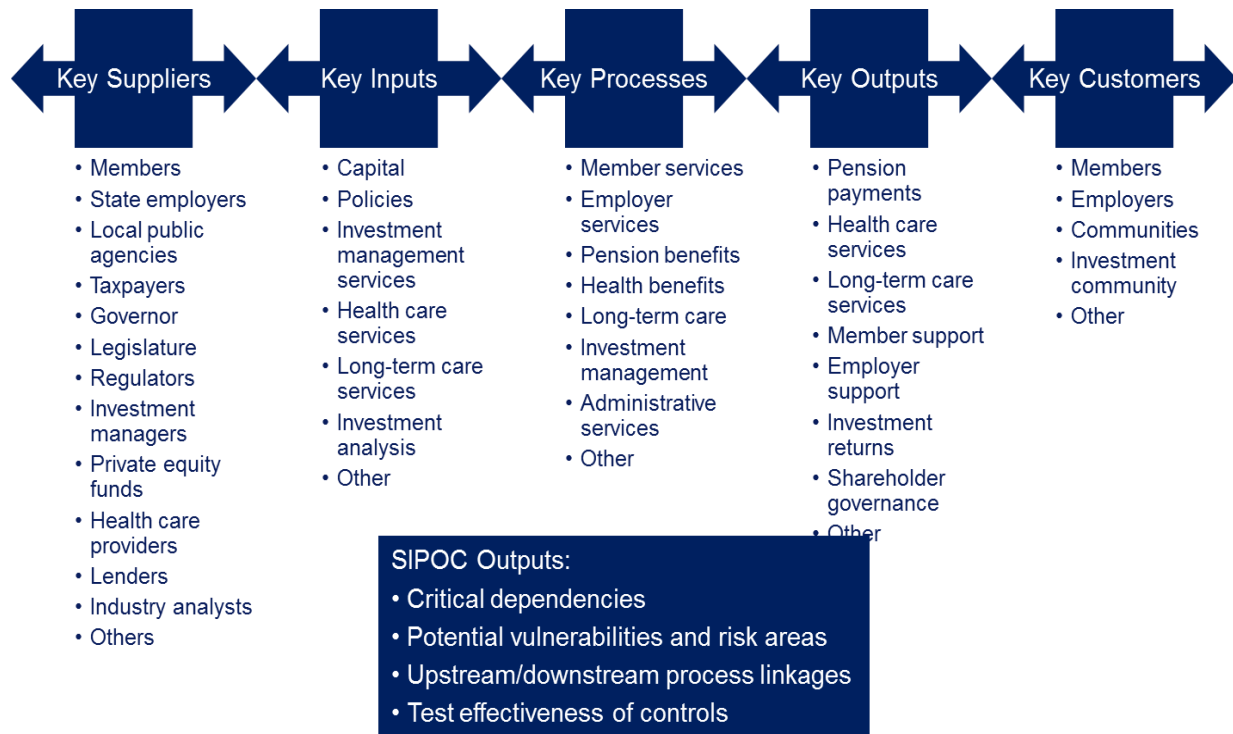 Key Suppliers
• Members
• State employers
• Local public
agencies
• Taxpayers
• Governor
• Legislature
• Regulators
• Investment
managers
• Private equity
funds
• Health care
providers
• Lenders
• Industry analysts
• Others
Key Inputs
• Capital
• Policies
• Investment
management
services
• Health care
services
• Long-term care
services
• Investment
analysis
• Other
Key Processes
• Member services
• Employer
services
• Pension benefits
• Health benefits
• Long-term care
• Investment
management
• Administrative
services
• Other
Key Outputs
• Pension
payments
• Health care
services
• Long-term care
services
• Member support
• Employer
support
• Investment
returns
• Shareholder
governance
• Other
Key Customers
• Members
• Employers
• Communities
• Investment
community
• Other
SIPOC Outputs:
• Critical dependencies
• Potential vulnerabilities and risk areas
• Upstream/downstream process linkages
• Test effectiveness of controls